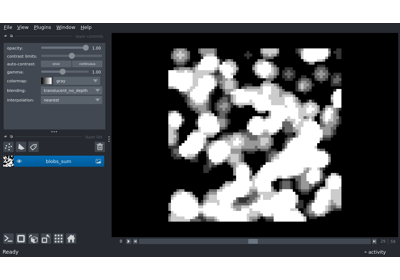 File View Plugins Window Help
opacity: 1.00
contrast limits:
auto-contrast: once continuous
gamma: 1.00
colormap: gray
blending: translucent_no_depth
interpolation: nearest
blobs_sum
Ready
activity